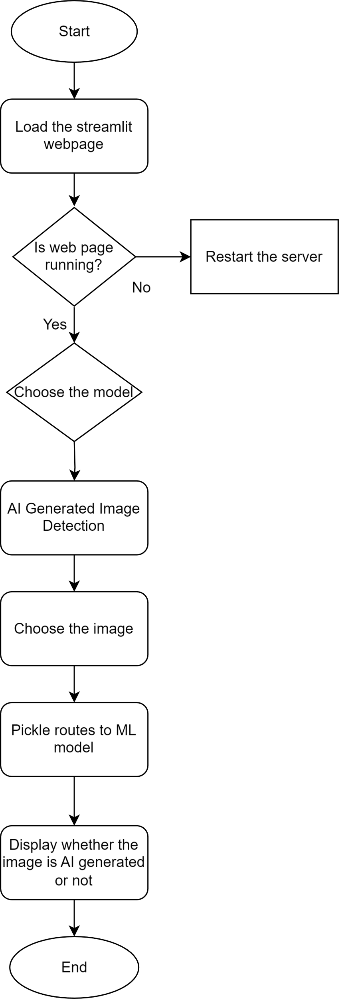 Start
Load the streamlit
webpage
Is web page
running?
Restart the server
No
Yes
Choose the model
AI Generated Image
Detection
Choose the image
Pickle routes to ML
model
Display whether the
image is AI generated
or not
End